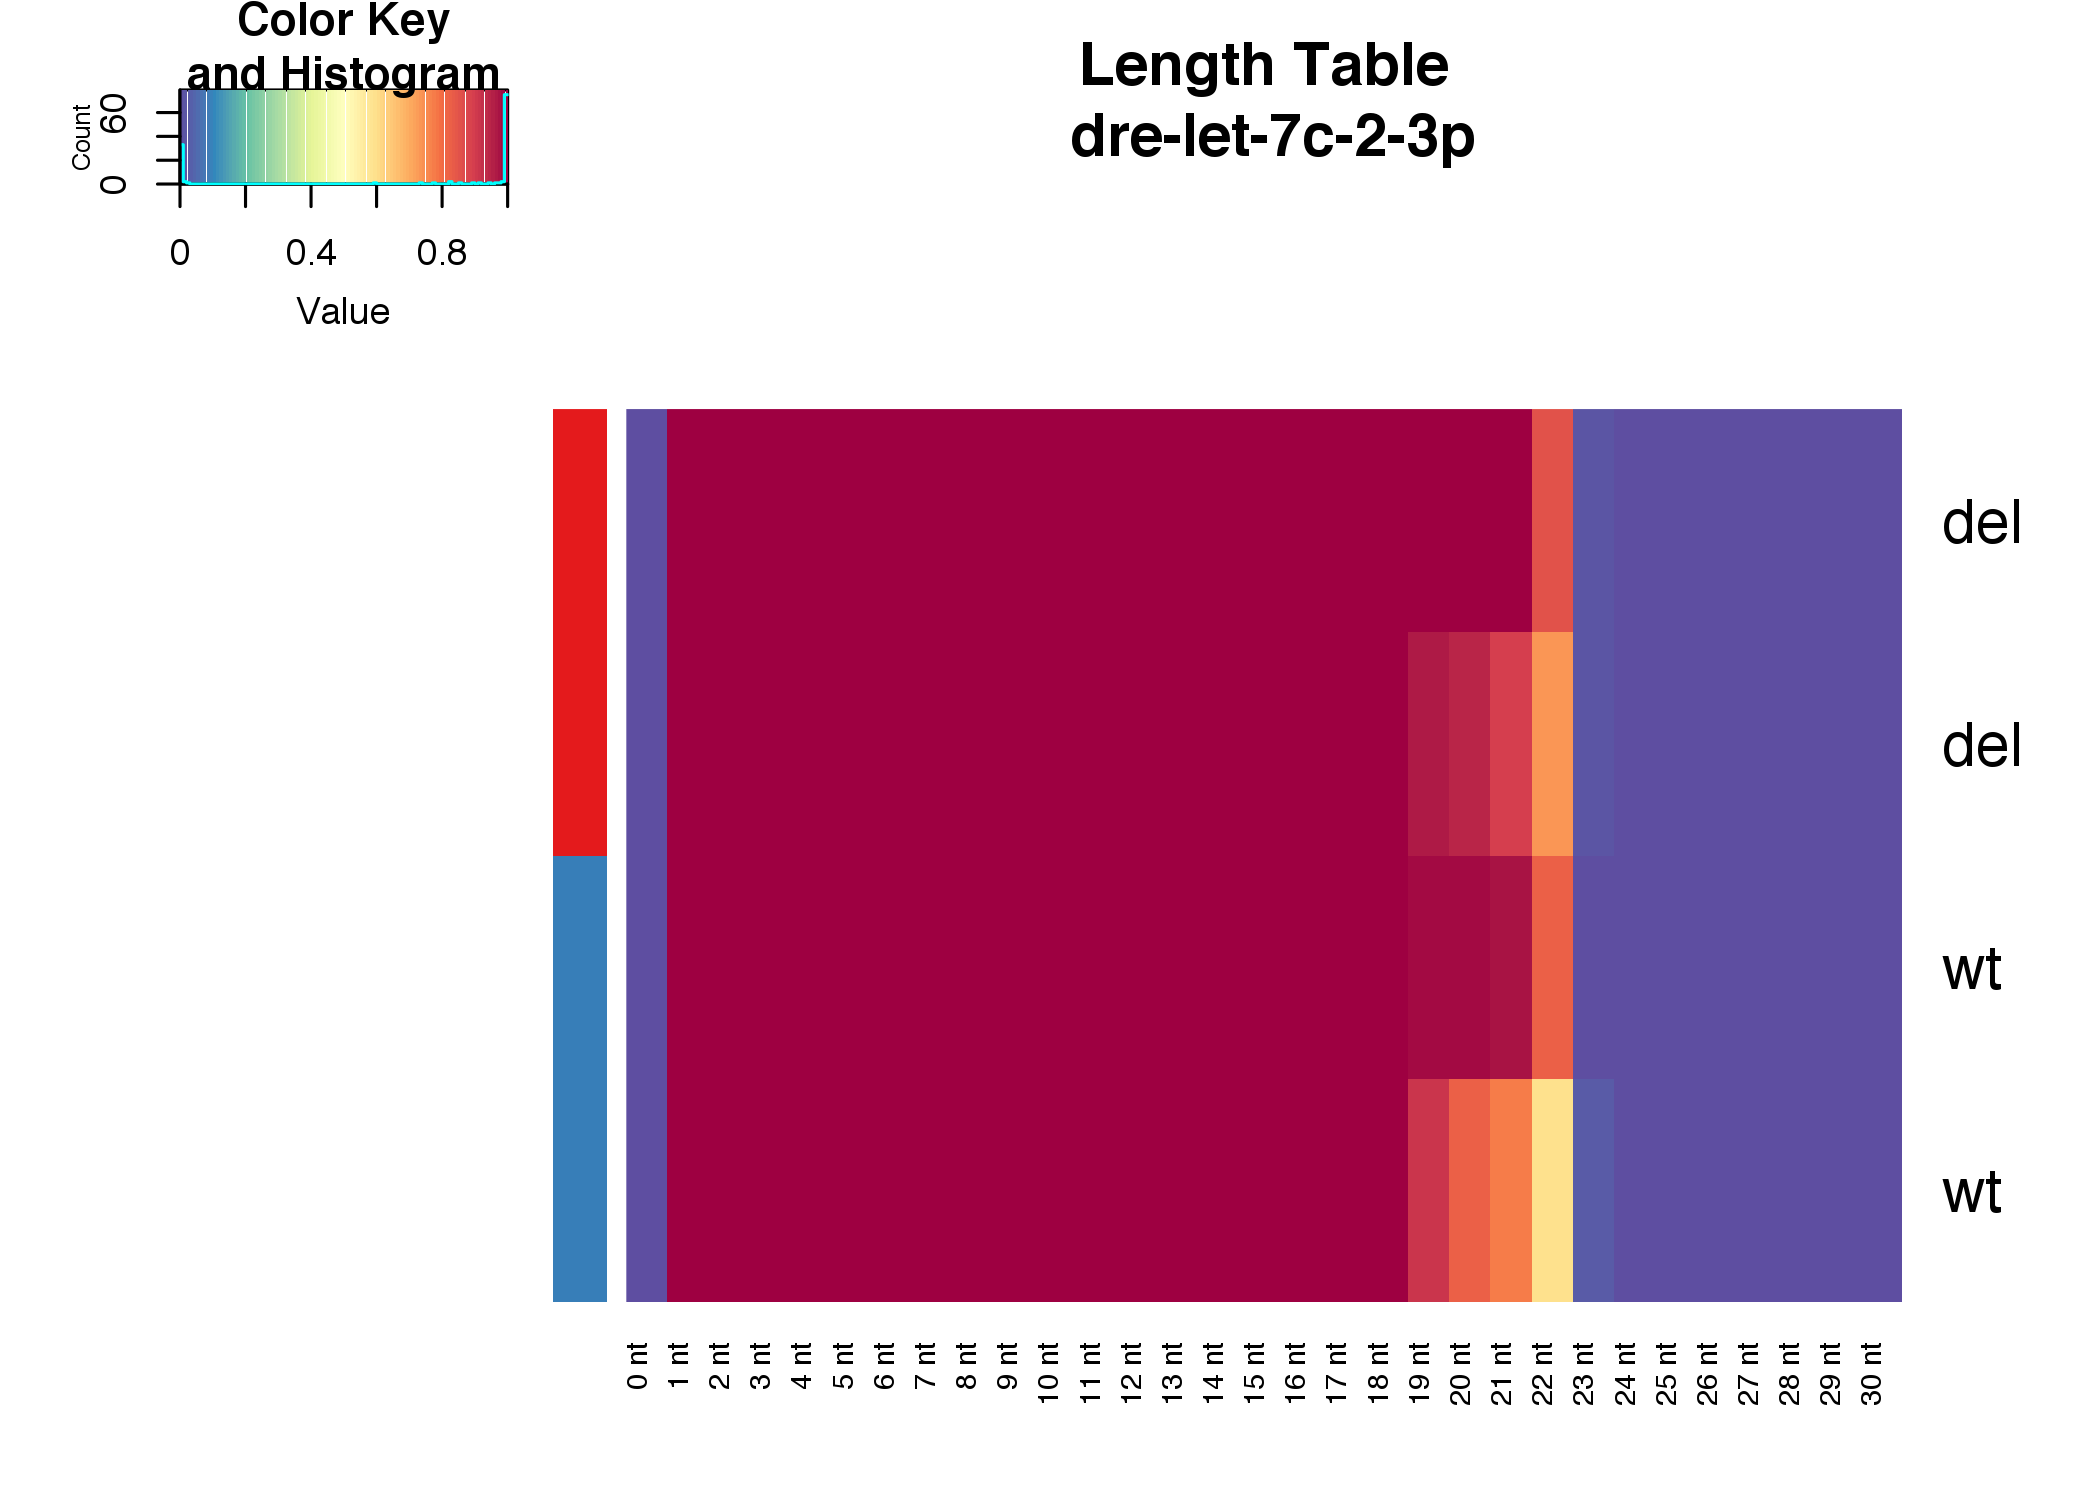 Color Key
and Histogram
Count
0
60
0
0.4
0.8
Value
Length Table
dre-let-7c-2-3p
del
del
wt
wt
0 nt
1 nt
2 nt
3 nt
4 nt
5 nt
6 nt
7 nt
8 nt
9 nt
10 nt
11 nt
12 nt
13 nt
14 nt
15 nt
16 nt
17 nt
18 nt
19 nt
20 nt
21 nt
22 nt
23 nt
24 nt
25 nt
26 nt
27 nt
28 nt
29 nt
30 nt